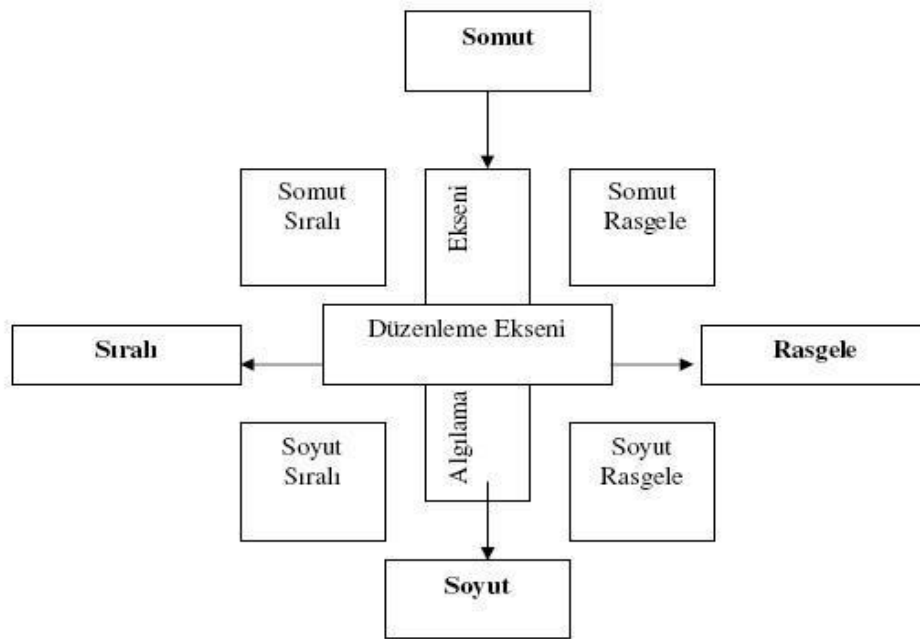 Somut
Somut
Sıralı
Ekseni
Somut
Rasgele
Düzenleme Ekseni
Sıralı
Rasgele
Algılama
Soyut
Sıralı
Soyut
Rasgele
Soyut